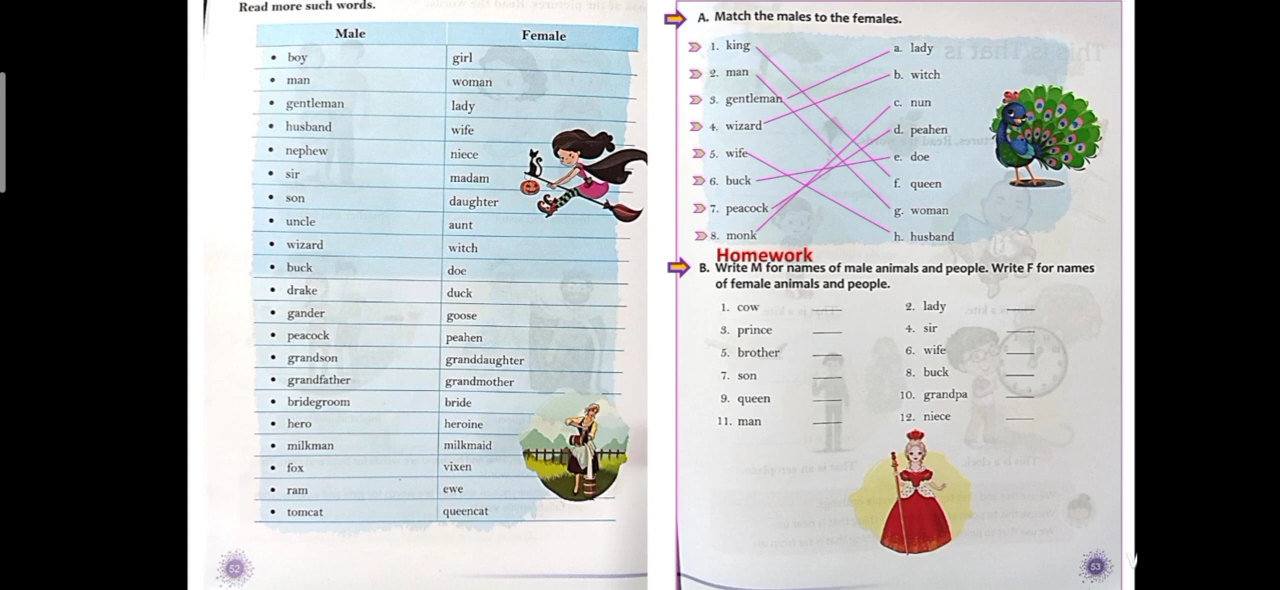 Read more such words.
Male Female
• boy girl
• man woman
• gentleman lady
• husband wife
• nephew niece
• sir madam
• son daughter
• uncle aunt
• wizard witch
• buck doe
• drake duck
• gander goose
• peacock peahen
• grandson granddaughter
• grandfather grandmother
• bridegroom bride
• hero heroine
• milkman milkmaid
• fox vixen
• ram ewe
• tomcat queencat
52
A. Match the males to the females.
1. king a. lady
2. man b. witch
3. gentleman c. nun
4. wizard d. peahen
5. wife e. doe
6. buck f. queen
7. peacock g. woman
8. monk h. husband
Homework
B. Write M for names of male animals and people. Write F for names
of female animals and people.
1. cow 2. lady
3. prince 4. sir
5. brother 6. wife
7. son 8. buck
9. queen 10. grandpa
11. man 12. niece
53